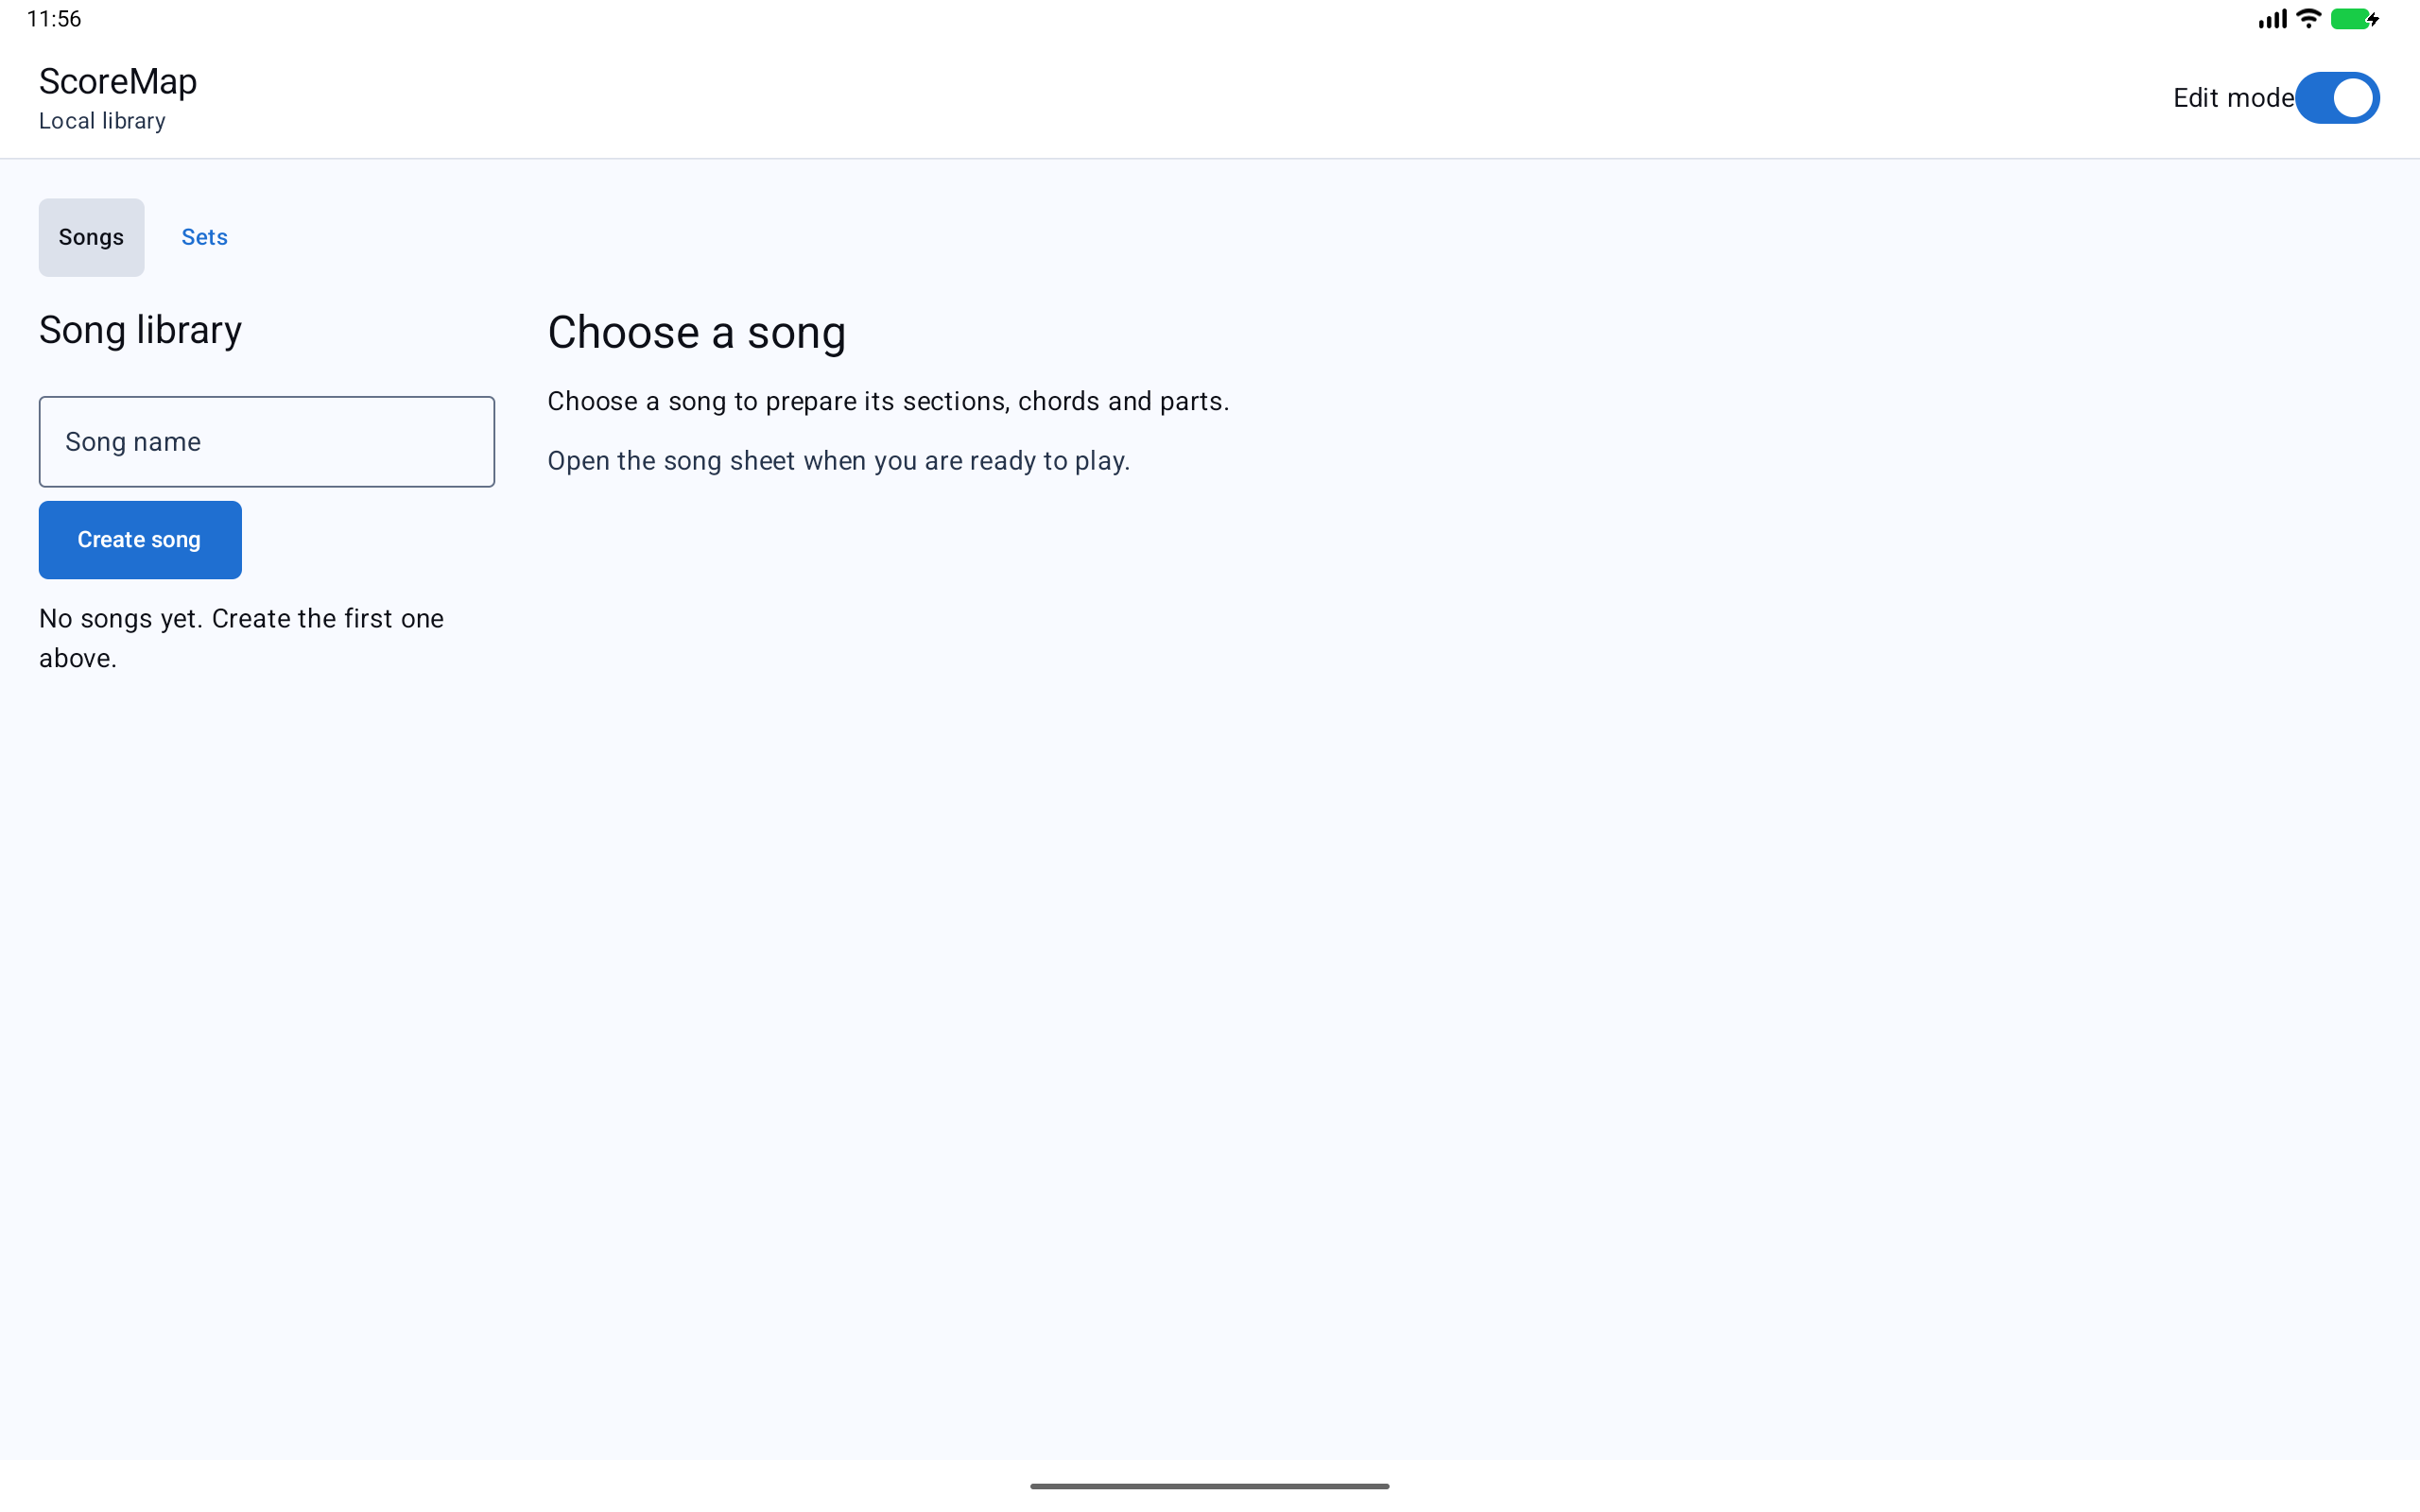 11:56
ScoreMap
Local library
Edit mode
Songs
Sets
Song library
Song name
Create song
No songs yet. Create the first one
above.
Choose a song
Choose a song to prepare its sections, chords and parts.
Open the song sheet when you are ready to play.